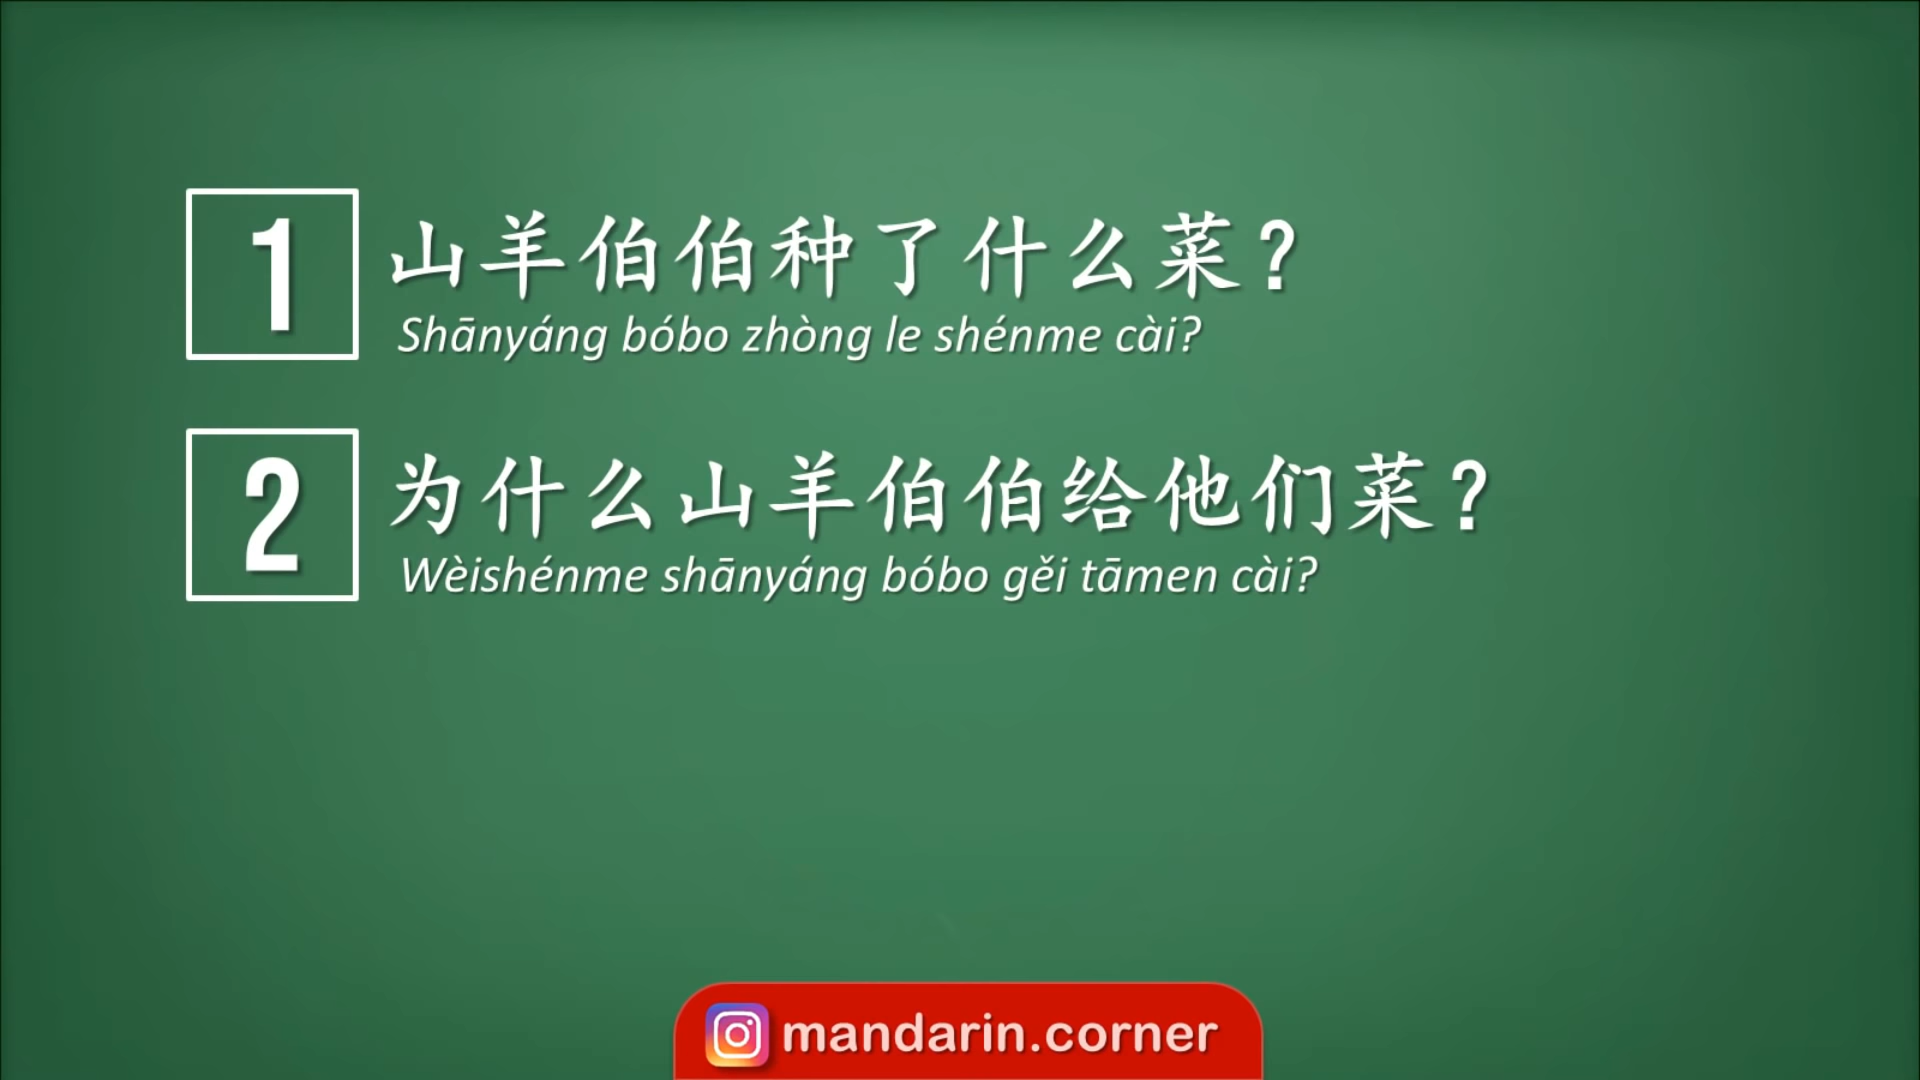 1
山羊伯伯种了什么菜？
Shānyáng bóbo zhòng le shénme cài?
2
为什么山羊伯伯给他们菜？
Wèishénme shānyáng bóbo gěi tāmen cài?
mandarin.corner